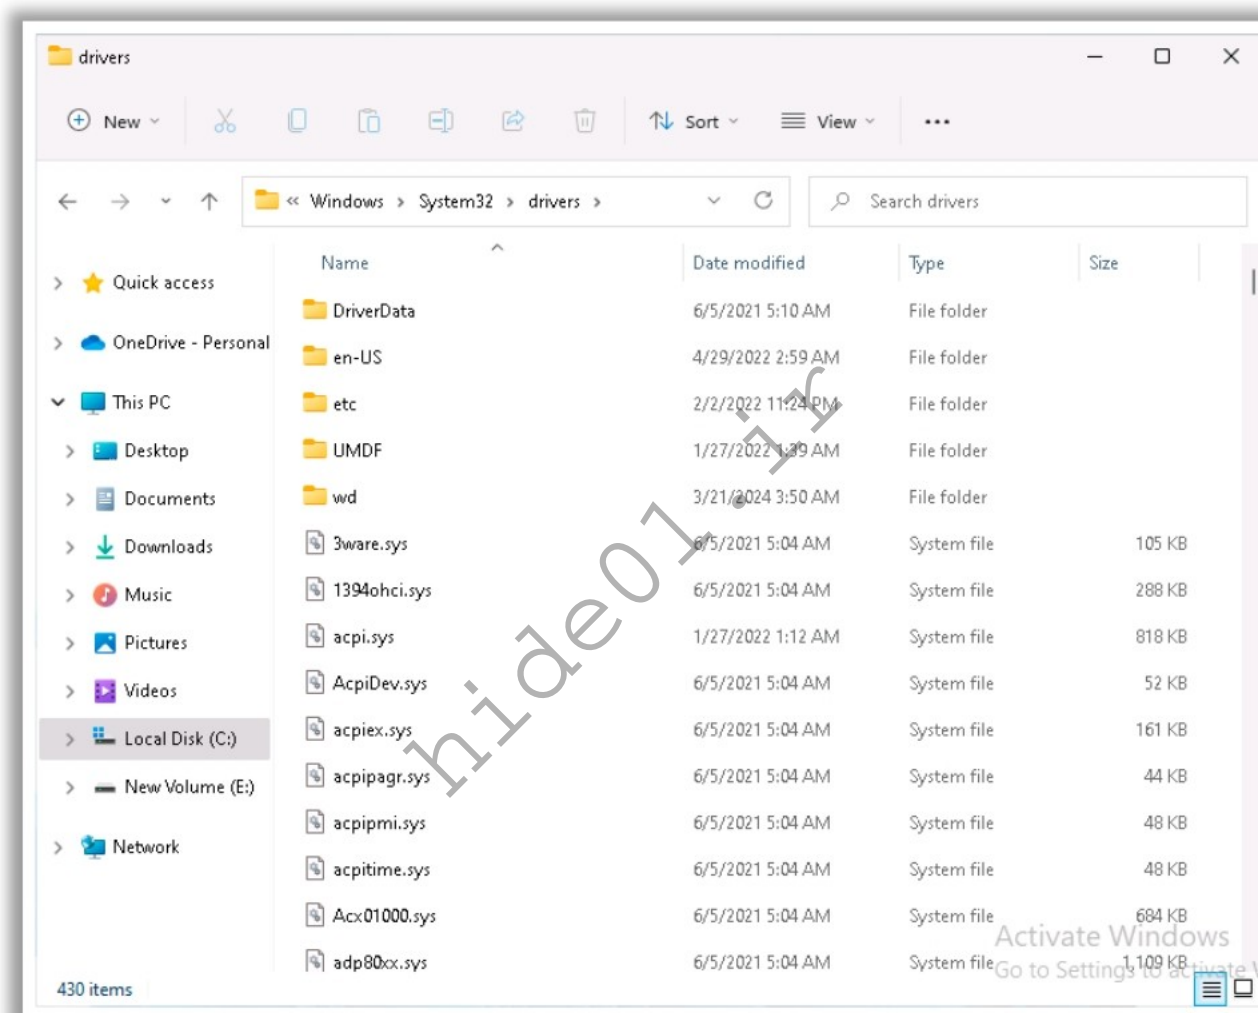 drivers
New
Sort
View
« Windows > System32 > drivers >
Search drivers
Name Date modified Type Size
Quick access
OneDrive - Personal
This PC
Desktop
Documents
Downloads
Music
Pictures
Videos
Local Disk (C:)
New Volume (E:)
Network
DriverData 6/5/2021 5:10 AM File folder
en-US 4/29/2022 2:59 AM File folder
etc 2/2/2022 11:24 PM File folder
UMDF 1/27/2022 1:39 AM File folder
wd 3/21/2024 3:50 AM File folder
3ware.sys 6/5/2021 5:04 AM System file 105 KB
1394ohci.sys 6/5/2021 5:04 AM System file 288 KB
acpi.sys 1/27/2022 1:12 AM System file 818 KB
AcpiDev.sys 6/5/2021 5:04 AM System file 52 KB
acpiex.sys 6/5/2021 5:04 AM System file 161 KB
acpipagr.sys 6/5/2021 5:04 AM System file 44 KB
acpipmi.sys 6/5/2021 5:04 AM System file 48 KB
acpitime.sys 6/5/2021 5:04 AM System file 48 KB
Acx01000.sys 6/5/2021 5:04 AM System file 684 KB
adp80xx.sys 6/5/2021 5:04 AM System file 1,109 KB
Activate Windows
Go to Settings to activate
430 items
hide01.ir